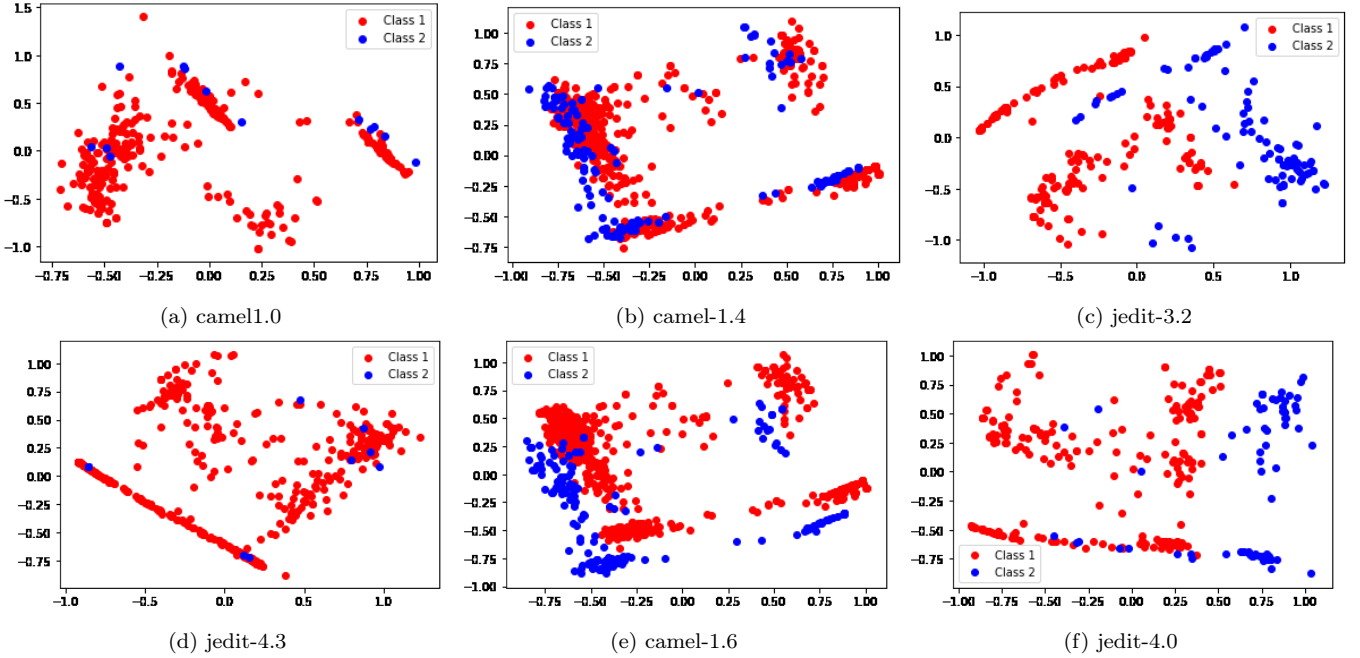 1.5
1.0
0.5
0.0
−0.5
−1.0
−0.75 −0.50 −0.25 0.00 0.25 0.50 0.75 1.00
Class 1
Class 2
(a) camel1.0
1.00
0.75
0.50
0.25
0.00
−0.25
−0.50
−0.75
−1.00 −0.75 −0.50 −0.25 0.00 0.25 0.50 0.75 1.00
Class 1
Class 2
(b) camel-1.4
1.0
0.5
0.0
−0.5
−1.0
−1.0 −0.5 0.0 0.5 1.0
Class 1
Class 2
(c) jedit-3.2
1.00
0.75
0.50
0.25
0.00
−0.25
−0.50
−0.75
−1.0 −0.5 0.0 0.5 1.0
Class 1
Class 2
(d) jedit-4.3
1.00
0.75
0.50
0.25
0.00
−0.25
−0.50
−0.75
−1.00
−0.75 −0.50 −0.25 0.00 0.25 0.50 0.75 1.00
Class 1
Class 2
(e) camel-1.6
1.00
0.75
0.50
0.25
0.00
−0.25
−0.50
−0.75
−1.00 −0.75 −0.50 −0.25 0.00 0.25 0.50 0.75 1.00
Class 1
Class 2
(f) jedit-4.0